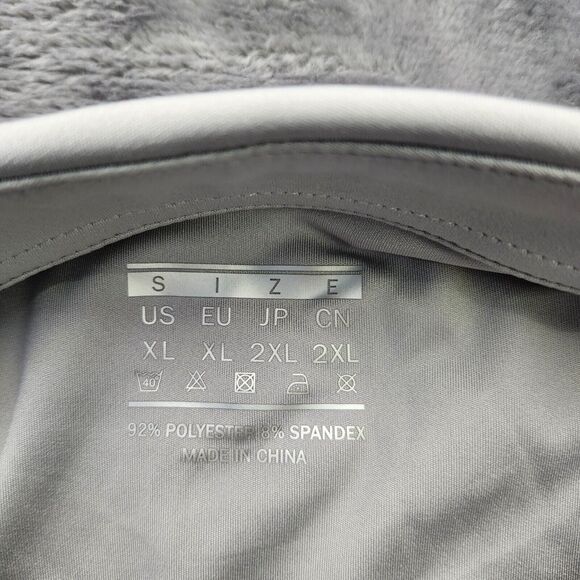 S I Z E
US EU JP CN
XL XL 2XL 2XL
40
92% POLYESTER 8% SPANDEX
MADE IN CHINA